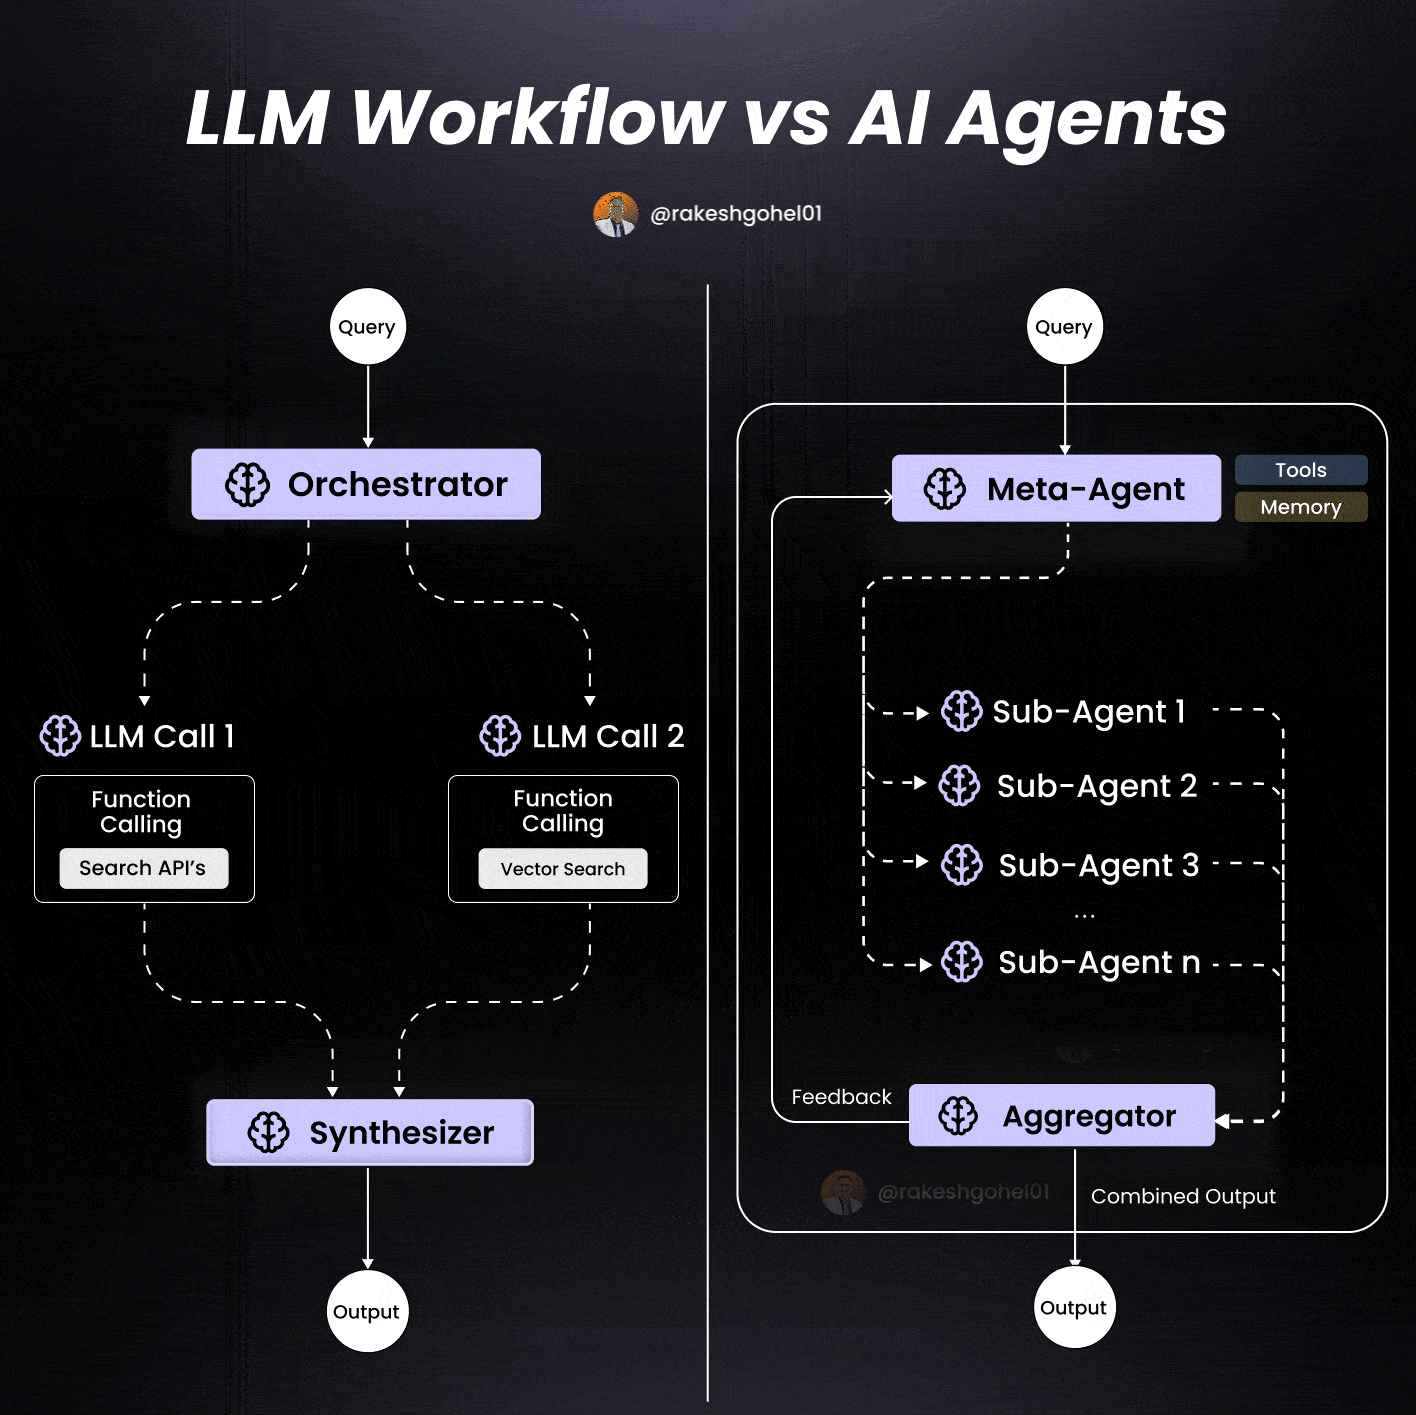 LLM Workflow vs AI Agents
@rakeshgohel01
Query
Orchestrator
LLM Call 1
LLM Call 2
Function
Calling
Search API's
Function
Calling
Vector Search
Synthesizer
Output
Query
Meta-Agent
Tools
Memory
Sub-Agent 1
Sub-Agent 2
Sub-Agent 3
...
Sub-Agent n
Feedback
Aggregator
@rakeshgohel01
Combined Output
Output